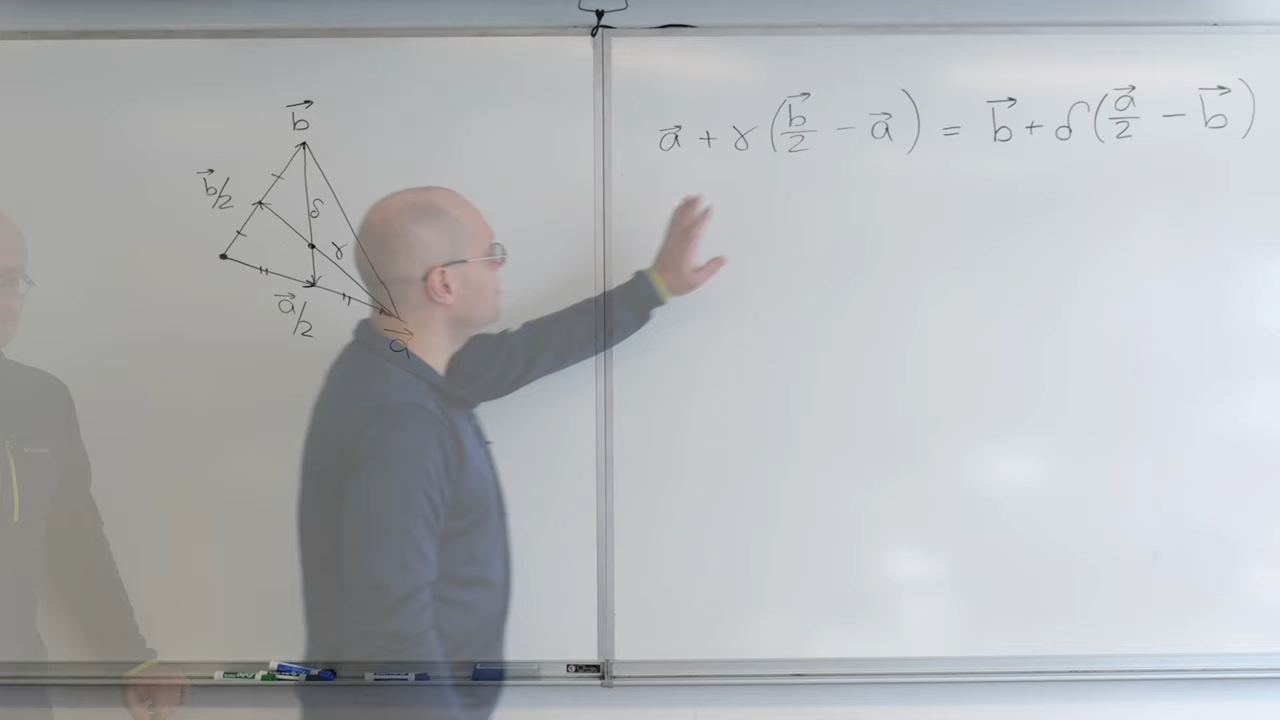 b⃗
b⃗/2
δ
γ
a⃗/2
a⃗
a⃗ + γ(b⃗/2 - a⃗) = b⃗ + δ(a⃗/2 - b⃗)